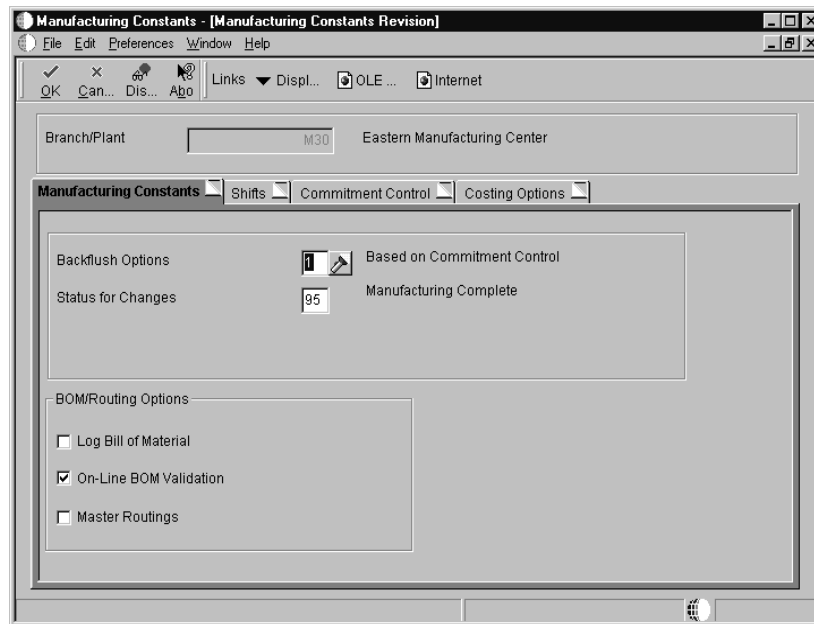 Manufacturing Constants - [Manufacturing Constants Revision]
File Edit Preferences Window Help
OK Can... Dis... Abo Links Displ... OLE ... Internet
Branch/Plant M30 Eastern Manufacturing Center
Manufacturing Constants Shifts Commitment Control Costing Options
Backflush Options 1 Based on Commitment Control
Status for Changes 95 Manufacturing Complete
BOM/Routing Options
Log Bill of Material
On-Line BOM Validation
Master Routings